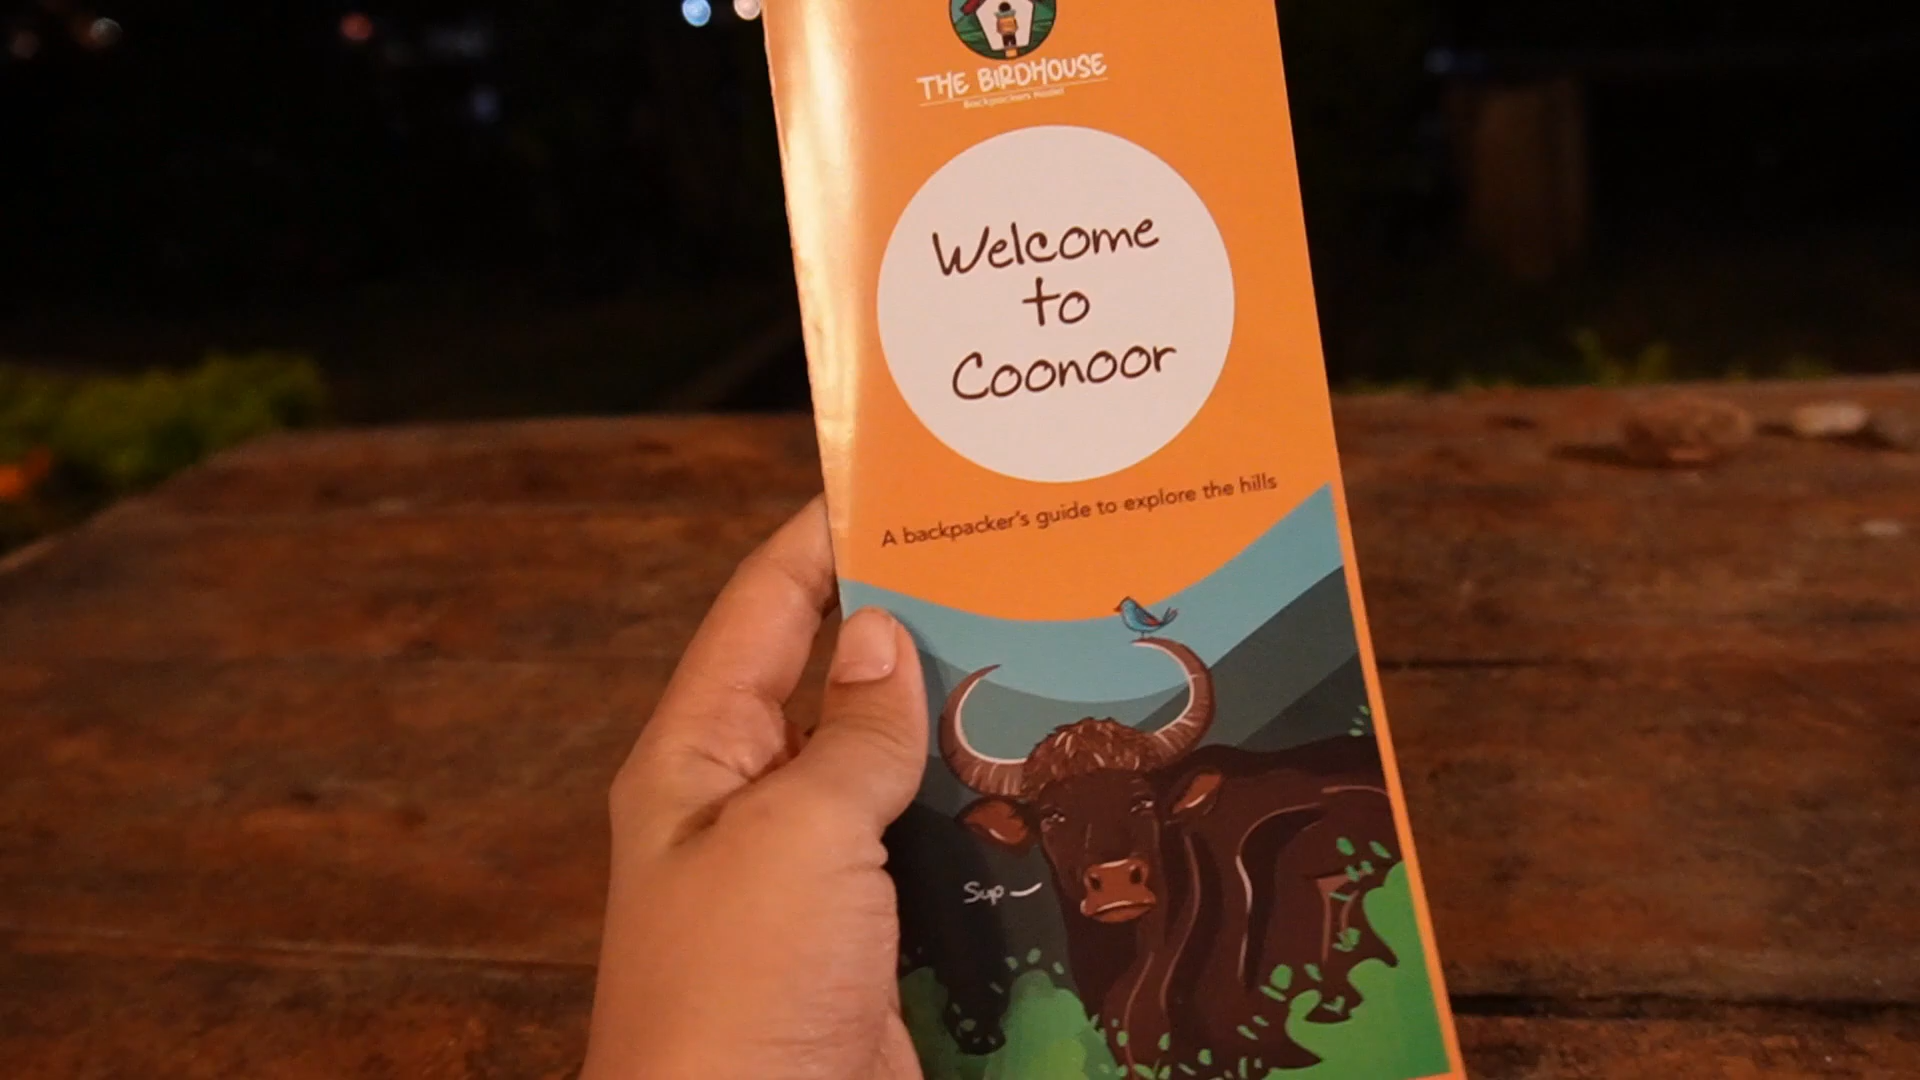 THE BIRDHOUSE
Backpackers Hostel
Welcome
to
Coonoor
A backpacker's guide to explore the hills
Sup